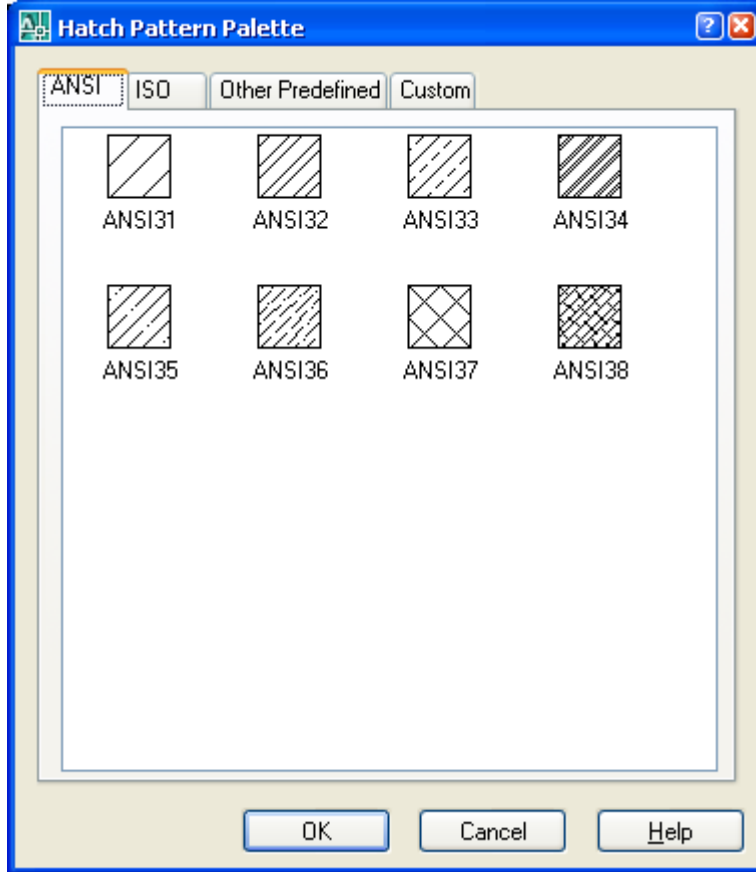 Hatch Pattern Palette
ANSI ISO Other Predefined Custom
ANSI31 ANSI32 ANSI33 ANSI34
ANSI35 ANSI36 ANSI37 ANSI38
OK Cancel Help